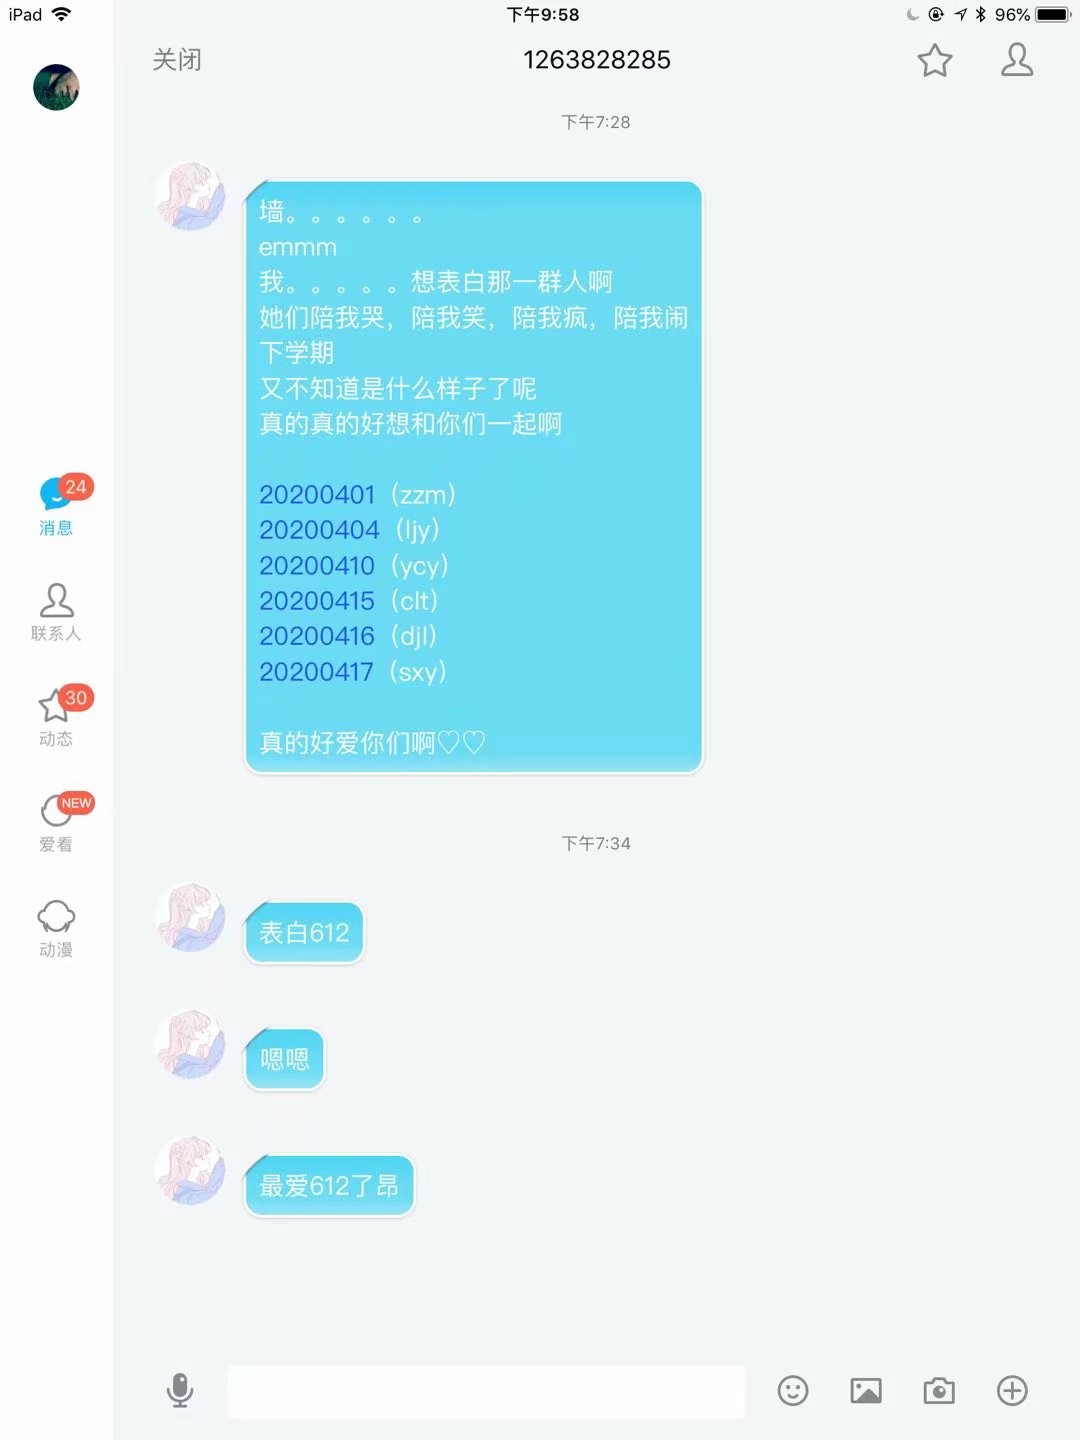 iPad
下午9:58
96%
关闭
1263828285
下午7:28
墙。。。。。。
emmm
我。。。。。想表白那一群人啊
她们陪我哭，陪我笑，陪我疯，陪我闹
下学期
又不知道是什么样子了呢
真的真的好想和你们一起啊
20200401（zzm）
20200404（ljy）
20200410（ycy）
20200415（clt）
20200416（djl）
20200417（sxy）
真的好爱你们啊♡♡
24
消息
联系人
30
动态
NEW
爱看
动漫
下午7:34
表白612
嗯嗯
最爱612了昂